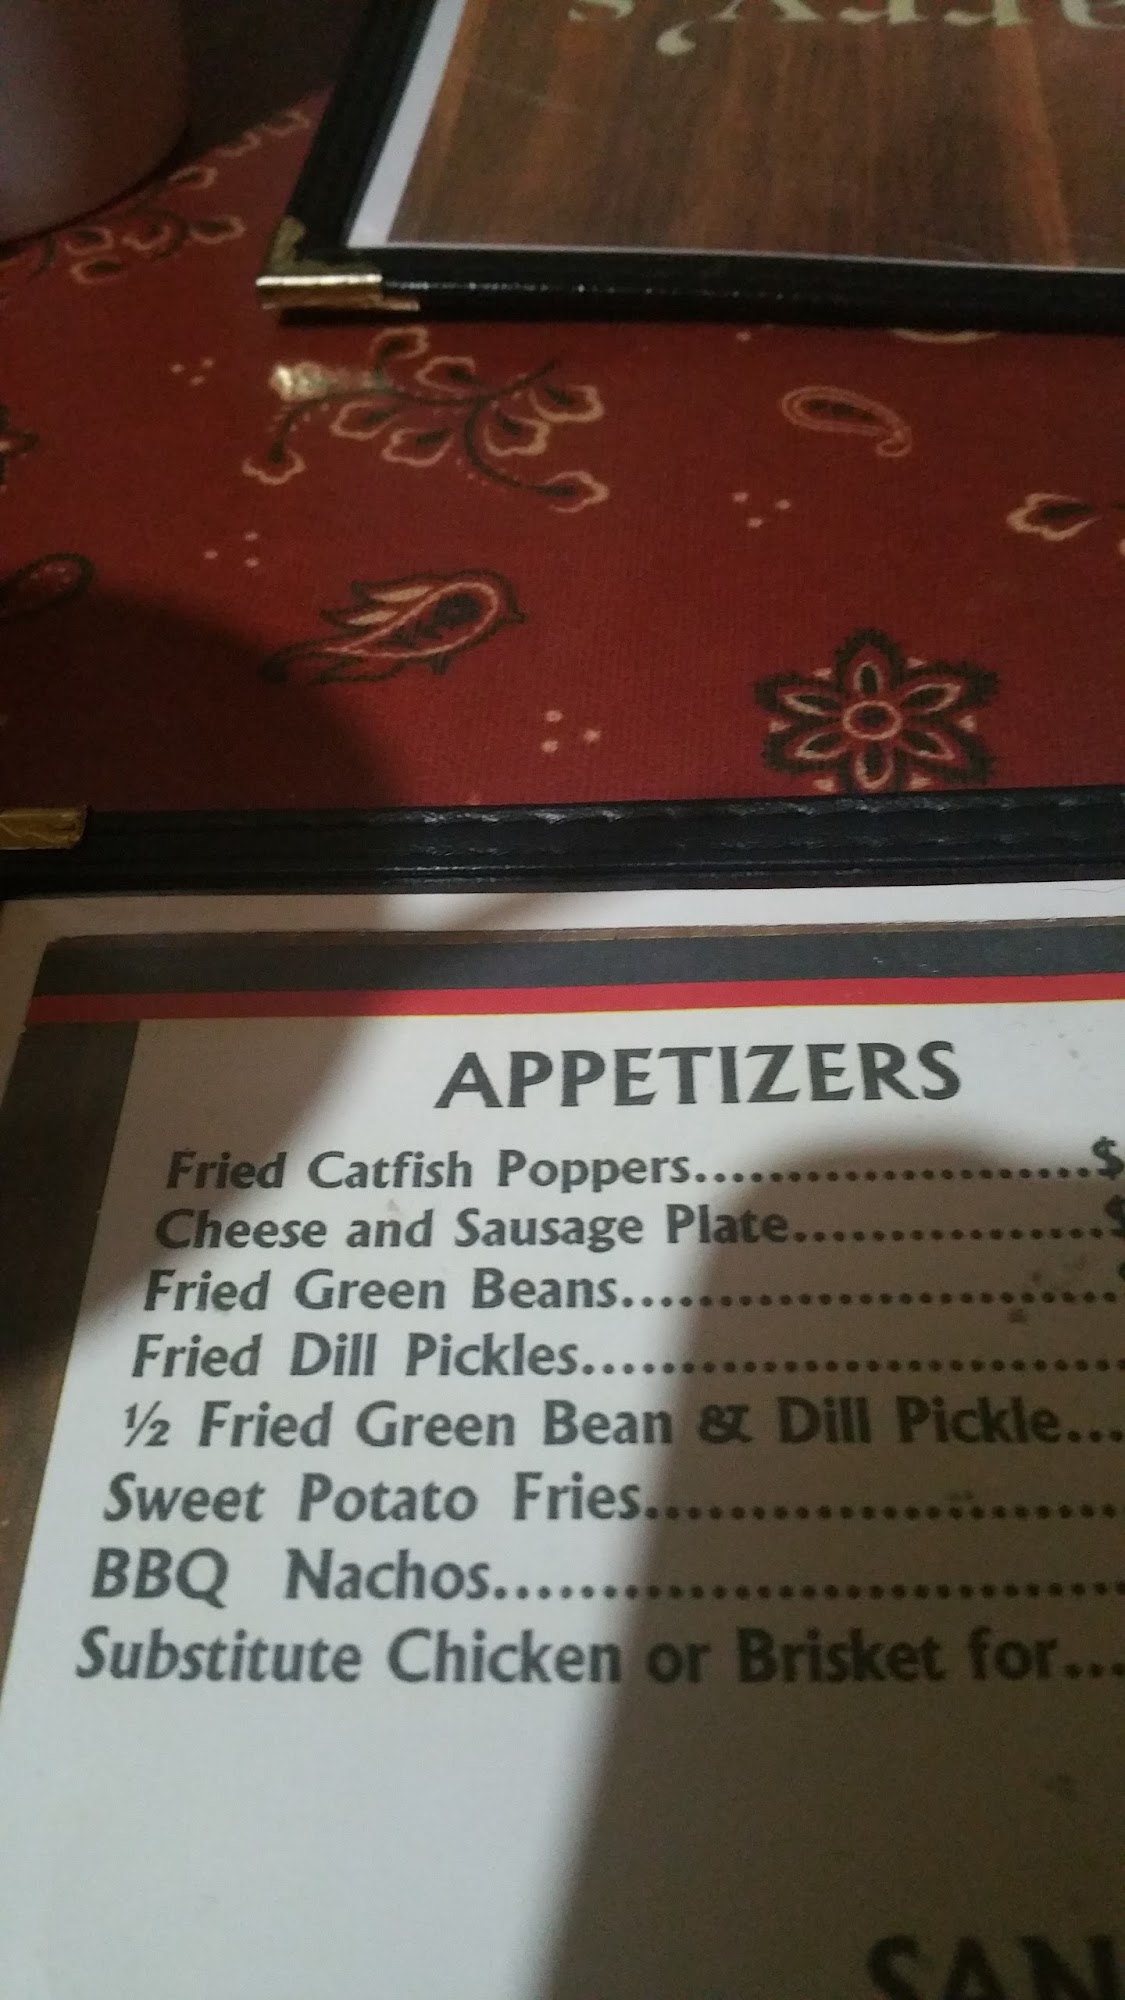 APPETIZERS
Fried Catfish Poppers......................$
Cheese and Sausage Plate..................$
Fried Green Beans..............................
Fried Dill Pickles................................
½ Fried Green Bean & Dill Pickle....
Sweet Potato Fries............................
BBQ Nachos.....................................
Substitute Chicken or Brisket for....